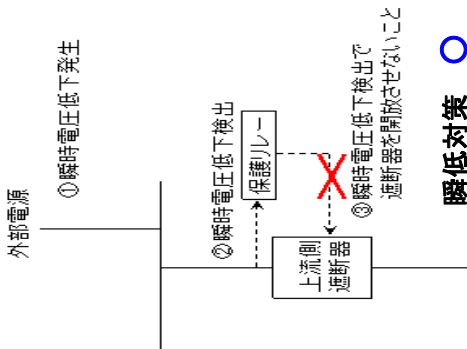 外部電源
①瞬時電圧低下発生
②瞬時電圧低下検出
保護リレー
③瞬時電圧低下検出で
遮断器を開放させないこと
上流側
遮断器
瞬低対策 ○